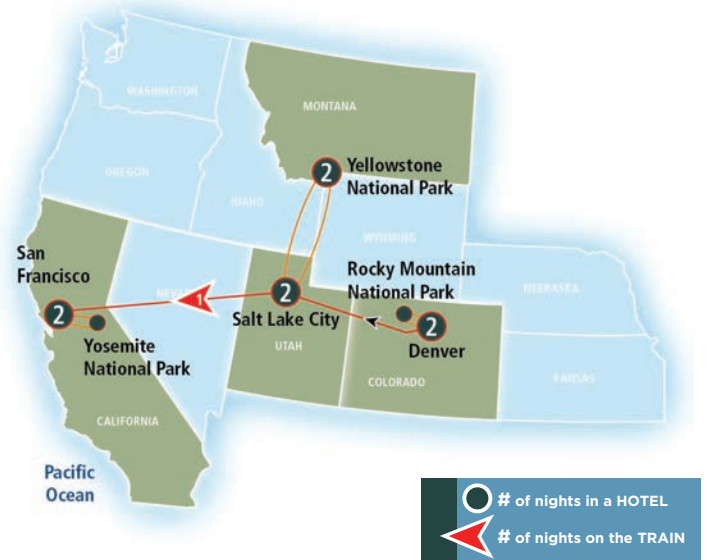 WASHINGTON
MONTANA
OREGON
IDAHO
2
Yellowstone
National Park
WYOMING
San
Francisco
NEVADA
1
2
Salt Lake City
UTAH
Rocky Mountain
National Park
2
Denver
COLORADO
NEBRASKA
KANSAS
2
Yosemite
National Park
CALIFORNIA
Pacific
Ocean
# of nights in a HOTEL
# of nights on the TRAIN